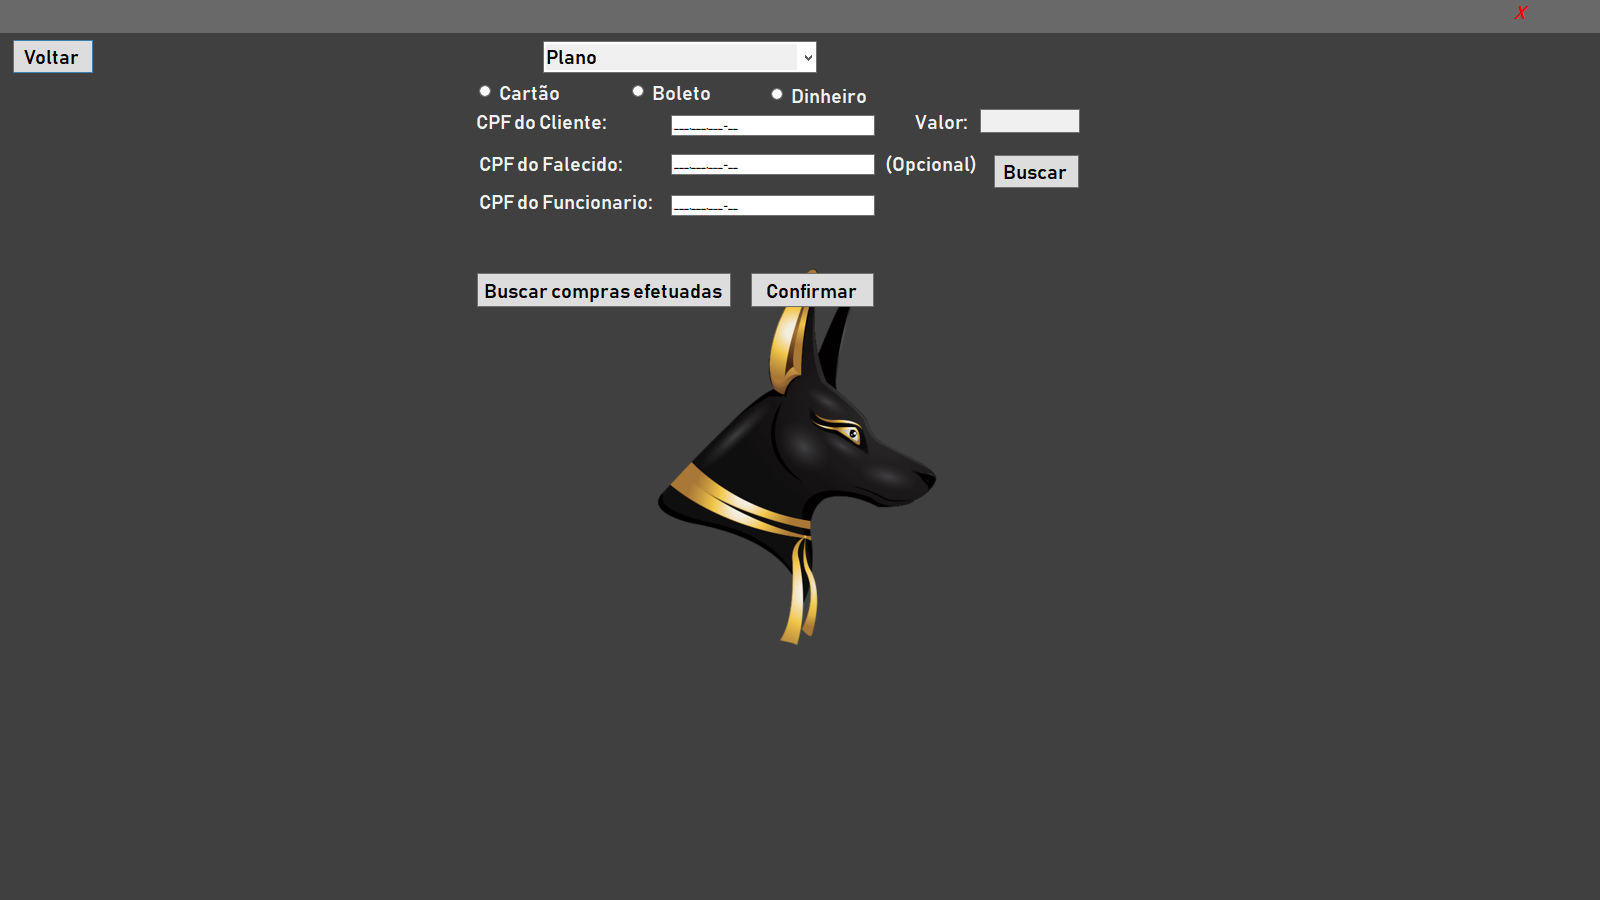 X
Voltar
Plano
Cartão Boleto Dinheiro
CPF do Cliente: ___.___.___-__ Valor:
CPF do Falecido: ___.___.___-__ (Opcional) Buscar
CPF do Funcionario: ___.___.___-__
Buscar compras efetuadas Confirmar